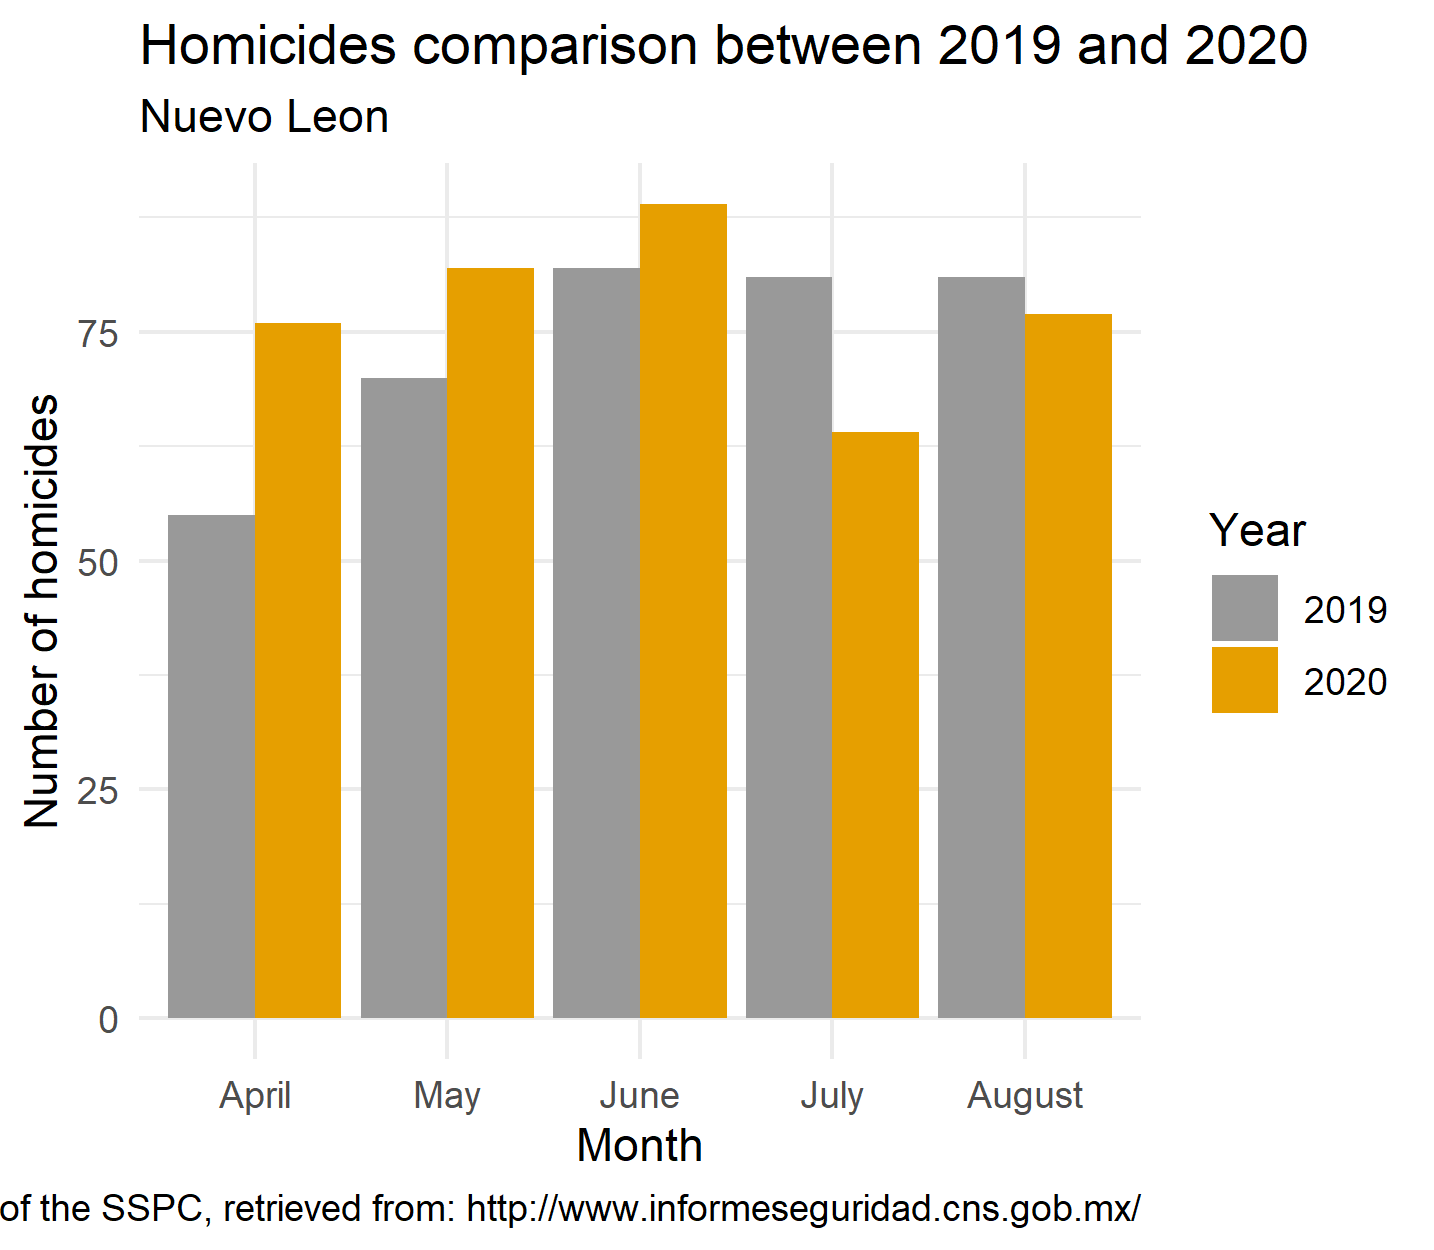 Homicides comparison between 2019 and 2020
Nuevo Leon
Number of homicides
75
50
25
0
April May June July August
Month
Year
2019
2020
of the SSPC, retrieved from: http://www.informeseguridad.cns.gob.mx/